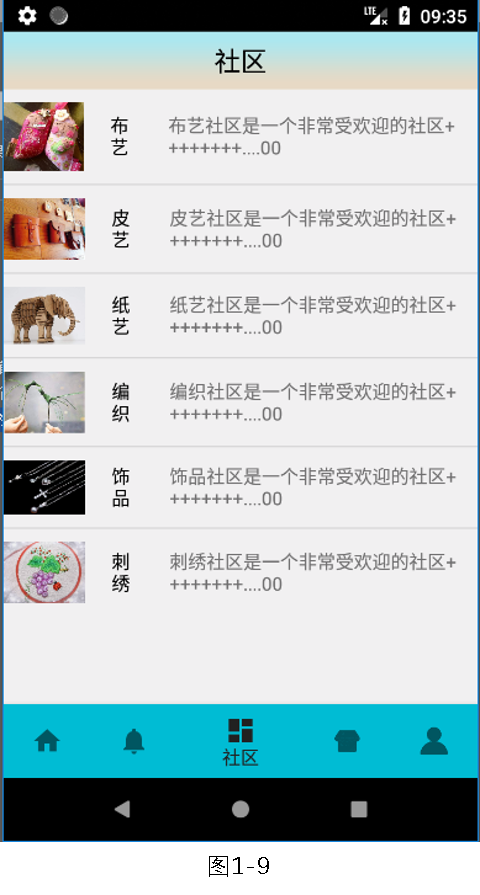 LTE 09:35
社区
布艺
布艺社区是一个非常受欢迎的社区+
+++++++....00
皮艺
皮艺社区是一个非常受欢迎的社区+
+++++++....00
纸艺
纸艺社区是一个非常受欢迎的社区+
+++++++....00
编织
编织社区是一个非常受欢迎的社区+
+++++++....00
饰品
饰品社区是一个非常受欢迎的社区+
+++++++....00
刺绣
刺绣社区是一个非常受欢迎的社区+
+++++++....00
社区
图1-9